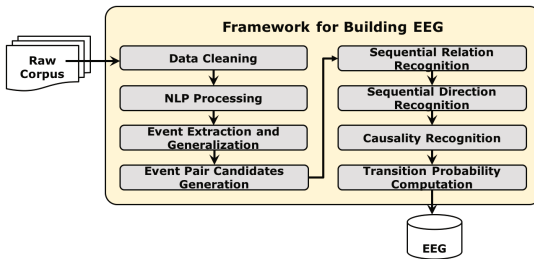 Framework for Building EEG
Raw
Corpus
Data Cleaning
NLP Processing
Event Extraction and
Generalization
Event Pair Candidates
Generation
Sequential Relation
Recognition
Sequential Direction
Recognition
Causality Recognition
Transition Probability
Computation
EEG